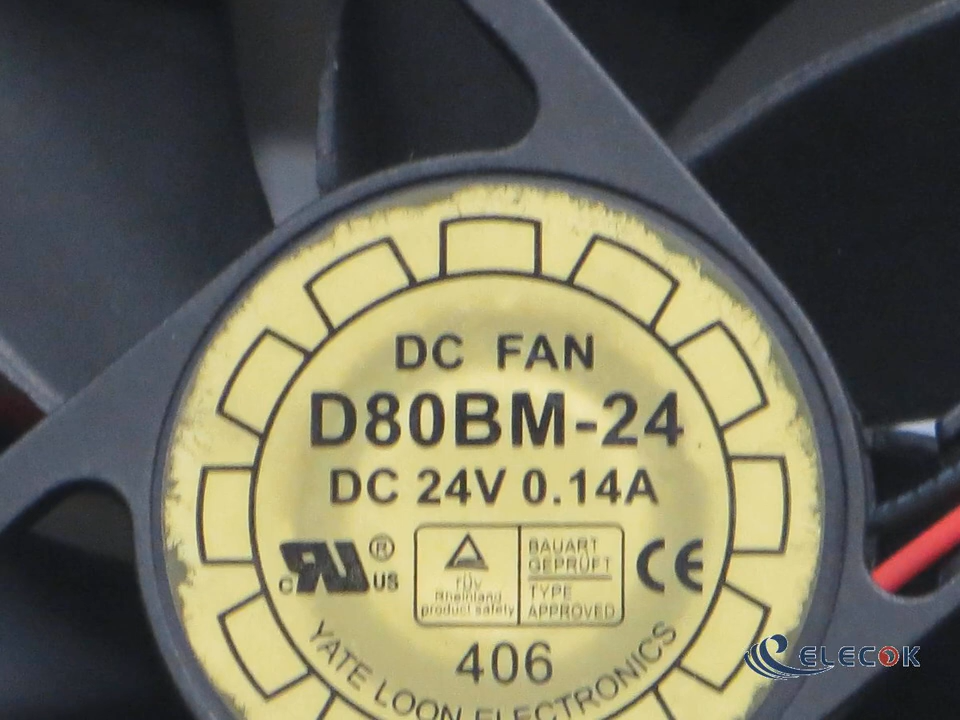 DC FAN
D80BM-24
DC 24V 0.14A
c RU ® US
TÜV
Rheinland
product safety
BAUART
GEPRÜFT
TYPE
APPROVED
CE
406
YATE LOON ELECTRONICS
ELECOK